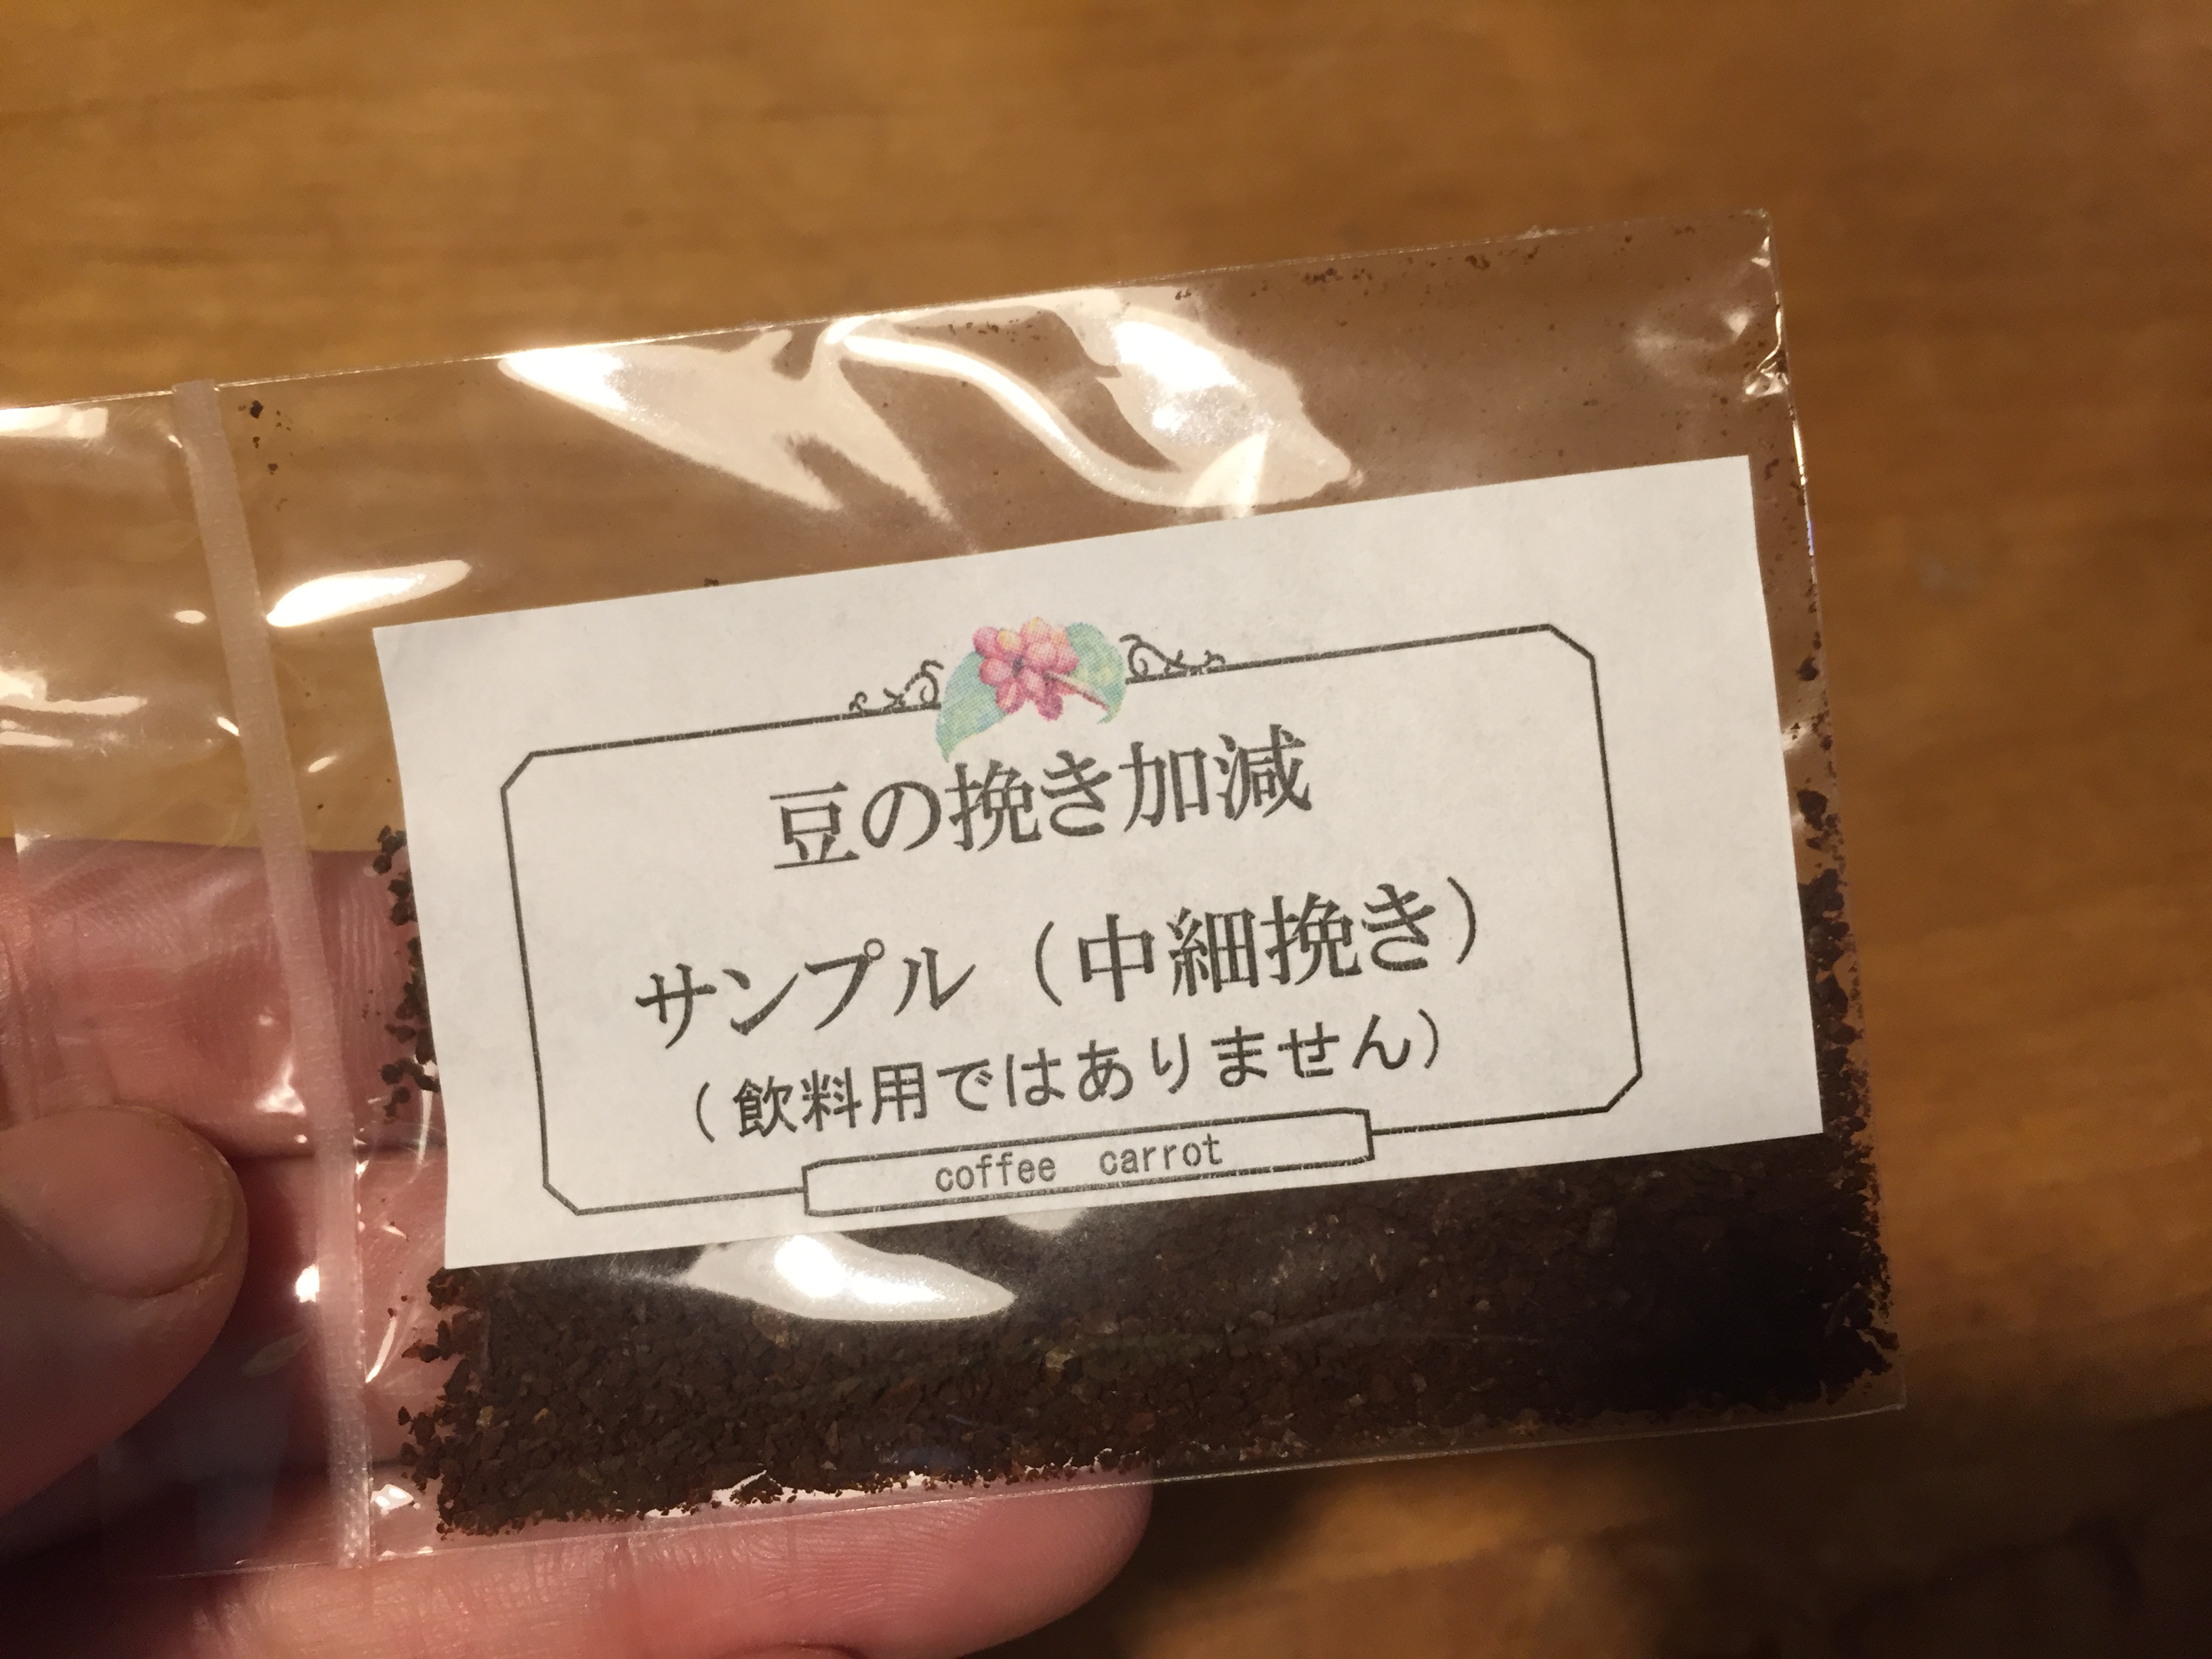 豆の挽き加減
サンプル（中細挽き）
（飲料用ではありません）
coffee carrot